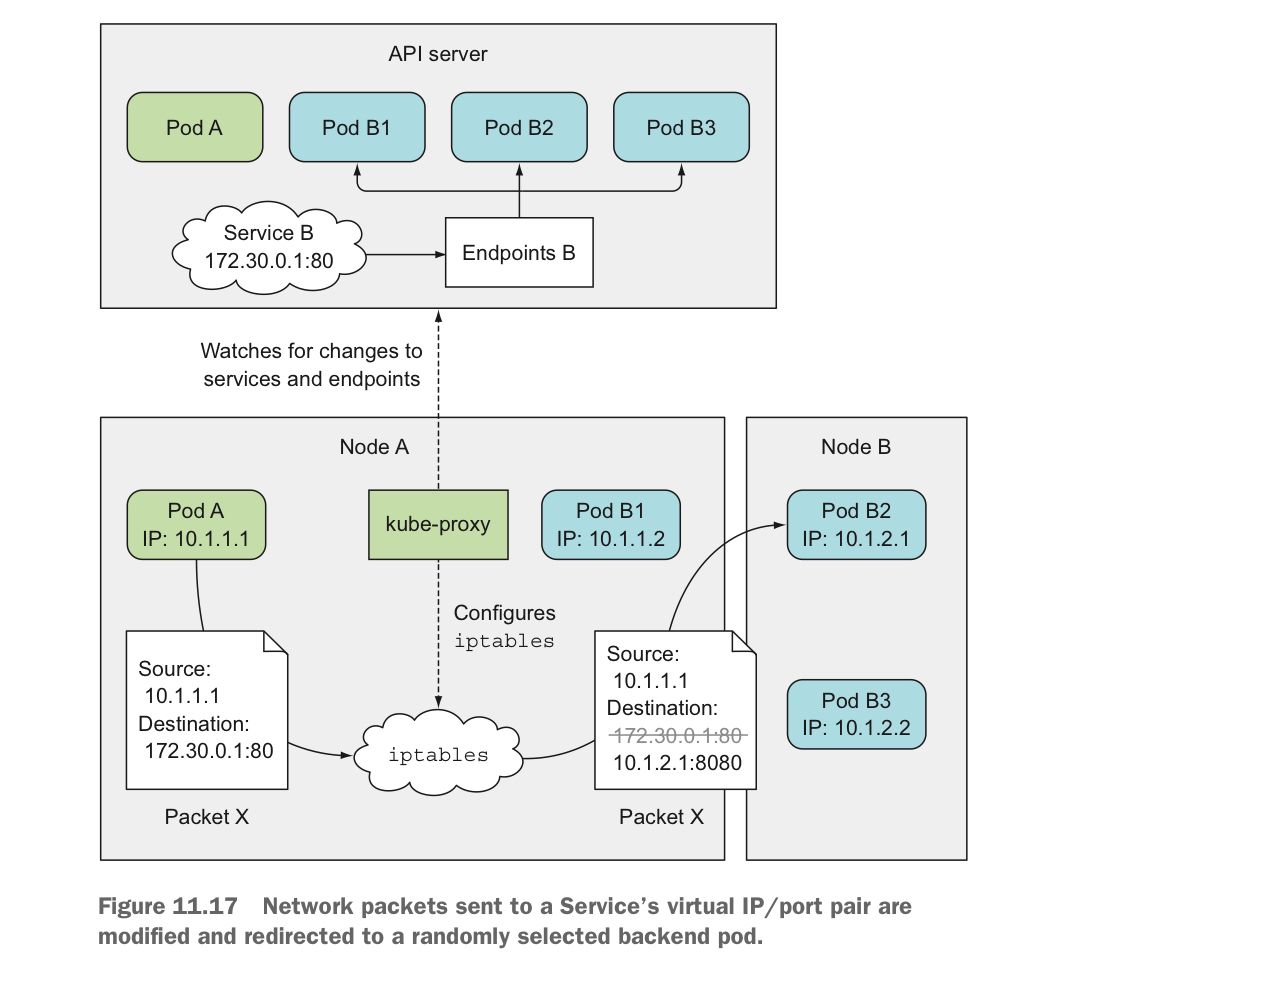 API server
Pod A
Pod B1
Pod B2
Pod B3
Service B
172.30.0.1:80
Endpoints B
Watches for changes to
services and endpoints
Node A
Node B
Pod A
IP: 10.1.1.1
kube-proxy
Pod B1
IP: 10.1.1.2
Pod B2
IP: 10.1.2.1
Configures
iptables
Source:
10.1.1.1
Destination:
172.30.0.1:80
Packet X
iptables
Source:
10.1.1.1
Destination:
172.30.0.1:80
10.1.2.1:8080
Packet X
Pod B3
IP: 10.1.2.2
Figure 11.17 Network packets sent to a Service’s virtual IP/port pair are
modified and redirected to a randomly selected backend pod.